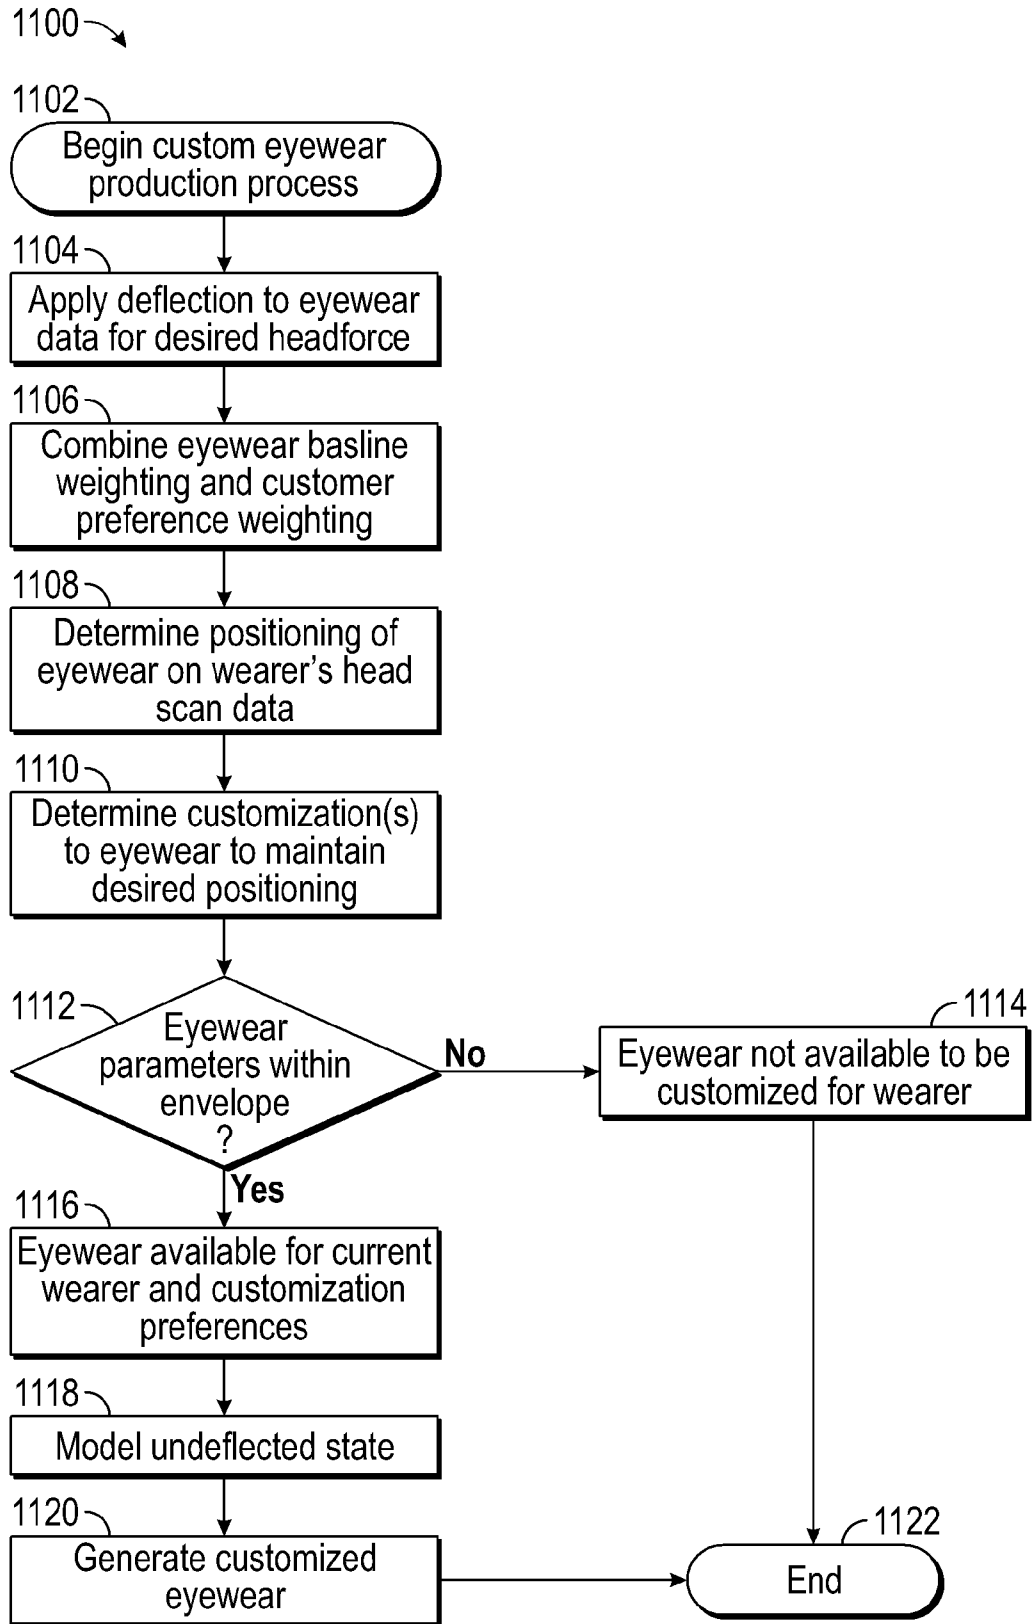 1100
1102
Begin custom eyewear
production process
1104
Apply deflection to eyewear
data for desired headforce
1106
Combine eyewear basline
weighting and customer
preference weighting
1108
Determine positioning of
eyewear on wearer's head
scan data
1110
Determine customization(s)
to eyewear to maintain
desired positioning
1112
Eyewear
parameters within
envelope
?
No
1114
Eyewear not available to be
customized for wearer
Yes
1116
Eyewear available for current
wearer and customization
preferences
1118
Model undeflected state
1120
Generate customized
eyewear
1122
End